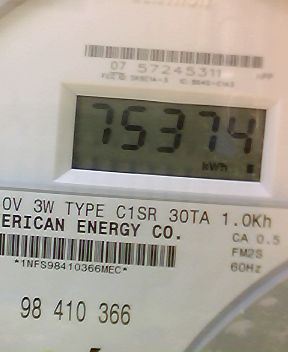 07 57245311
75374
kWh
0V 3W TYPE C1SR 30TA 1.0Kh
ERICAN ENERGY CO.
CA 0.5
FM2S
60Hz
*1NFS98410366MEC*
98 410 366